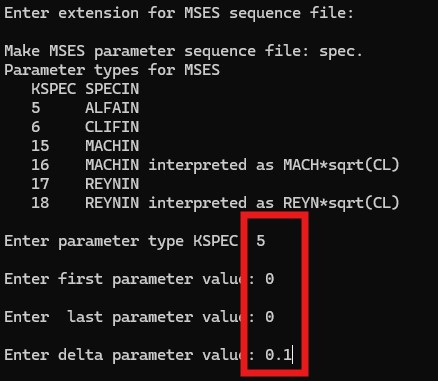 Enter extension for MSES sequence file:
Make MSES parameter sequence file: spec.
Parameter types for MSES
KSPEC SPECIN
5 ALFAIN
6 CLIFIN
15 MACHIN
16 MACHIN interpreted as MACH*sqrt(CL)
17 REYNIN
18 REYNIN interpreted as REYN*sqrt(CL)
Enter parameter type KSPEC 5
Enter first parameter value: 0
Enter last parameter value: 0
Enter delta parameter value: 0.1